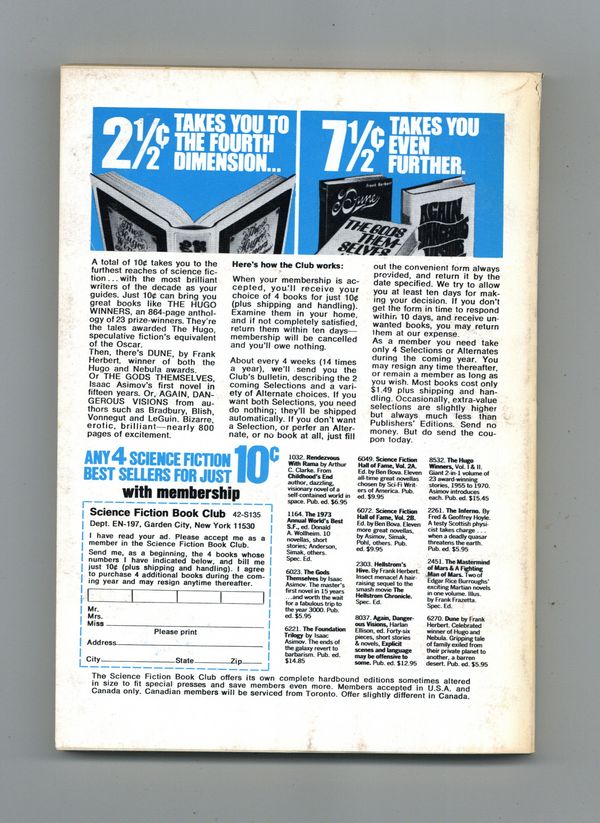 2½¢ TAKES YOU TO
THE FOURTH
DIMENSION...
7½¢ TAKES YOU
EVEN
FURTHER.
Frank Herbert
Dune
THE GODS
THEM-
SELVES
AGAIN,
DANGEROUS
VISIONS
A total of 10¢ takes you to the
furthest reaches of science fic-
tion...with the most brilliant
writers of the decade as your
guides. Just 10¢ can bring you
great books like THE HUGO
WINNERS, an 864-page anthol-
ogy of 23 prize-winners. They're
the tales awarded The Hugo
speculative fiction's equivalent
of the Oscar.
Then, there's DUNE, by Frank
Herbert, winner of both the
Hugo and Nebula awards.
Or THE GODS THEMSELVES,
Isaac Asimov's first novel in
fifteen years. Or, AGAIN, DAN-
GEROUS VISIONS from au-
thors such as Bradbury, Blish,
Vonnegut and LeGuin. Bizarre,
erotic, brilliant—nearly 800
pages of excitement.
Here's how the Club works:
When your membership is ac-
cepted, you'll receive your
choice of 4 books for just 10¢
(plus shipping and handling).
Examine them in your home,
and if not completely satisfied,
return them within ten days—
membership will be cancelled
and you'll owe nothing.
About every 4 weeks (14 times
a year), we'll send you the
Club's bulletin, describing the 2
coming Selections and a vari-
ety of Alternate choices. If you
want both Selections, you need
do nothing; they'll be shipped
automatically. If you don't want
a Selection, or perfer an Alter-
nate, or no book at all, just fill
out the convenient form always
provided, and return it by the
date specified. We try to allow
you at least ten days for mak-
ing your decision. If you don't
get the form in time to respond
within 10 days, and receive un-
wanted books, you may return
them at our expense.
As a member you need take
only 4 Selections or Alternates
during the coming year. You
may resign any time thereafter,
or remain a member as long as
you wish. Most books cost only
$1.49 plus shipping and han-
dling. Occasionally, extra-value
selections are slightly higher
but always much less than
Publishers' Editions. Send no
money. But do send the cou-
pon today.
ANY 4 SCIENCE FICTION
BEST SELLERS FOR JUST 10¢
with membership
Science Fiction Book Club 42-S135
Dept. EN-197, Garden City, New York 11530
I have read your ad. Please accept me as a
member in the Science Fiction Book Club.
Send me, as a beginning, the 4 books whose
numbers I have indicated below, and bill me
just 10¢ (plus shipping and handling). I agree
to purchase 4 additional books during the com-
ing year and may resign anytime thereafter.
Mr.
Mrs.
Miss
Please print
Address
City State Zip
1032. Rendezvous
With Rama by Arthur
C. Clarke. From
Childhood's End
author, dazzling,
visionary novel of a
self-contained world in
space. Pub. ed. $6.95
1164. The 1973
Annual World's Best
S.F., ed. Donald
A. Wollheim. 10
novellas, short
stories; Anderson,
Simak, others.
Spec. Ed.
6023. The Gods
Themselves by Isaac
Asimov. The master's
first novel in 15 years
...and worth the wait
for a fabulous trip to
the year 3000. Pub.
ed. $5.95
6221. The Foundation
Trilogy by Isaac
Asimov. The ends of
the galaxy revert to
barbarism. Pub. ed.
$14.85
6049. Science Fiction
Hall of Fame, Vol. 2A.
Ed. by Ben Bova. Eleven
all-time great novellas
chosen by Sci-Fi Writ-
ers of America. Pub.
ed. $9.95
6072. Science Fiction
Hall of Fame, Vol. 2B.
Ed. by Ben Bova. Eleven
more great novellas,
by Asimov, Simak,
Pohl, others. Pub.
ed. $9.95
2303. Hellstrom's
Hive. By Frank Herbert.
Insect menace! A hair-
raising sequel to the
smash movie The
Hellstrom Chronicle.
Spec. Ed.
8037. Again, Danger-
ous Visions, Harlan
Ellison, ed. Forty-six
pieces, short stories
& novels, Explicit
scenes and language
may be offensive to
some. Pub. ed. $12.95
8532. The Hugo
Winners, Vol. I & II.
Giant 2-in-1 volume of
23 award-winning
stories, 1955 to 1970.
Asimov introduces
each. Pub. ed. $15.45
2261. The Inferno. By
Fred & Geoffrey Hoyle.
A testy Scottish physi-
cist takes charge...
when a deadly quasar
threatens the earth.
Pub. ed. $5.95
2451. The Mastermind
of Mars & A Fighting
Man of Mars. Two of
Edgar Rice Burroughs'
exciting Martian novels
in one volume. Illus.
by Frank Frazetta.
Spec. Ed.
6270. Dune by Frank
Herbert. Celebrated
winner of Hugo and
Nebula. Gripping tale
of family exiled from
their private planet to
another, a barren
desert. Pub. ed. $5.95
The Science Fiction Book Club offers its own complete hardbound editions sometimes altered
in size to fit special presses and save members even more. Members accepted in U.S.A. and
Canada only. Canadian members will be serviced from Toronto. Offer slightly different in Canada.